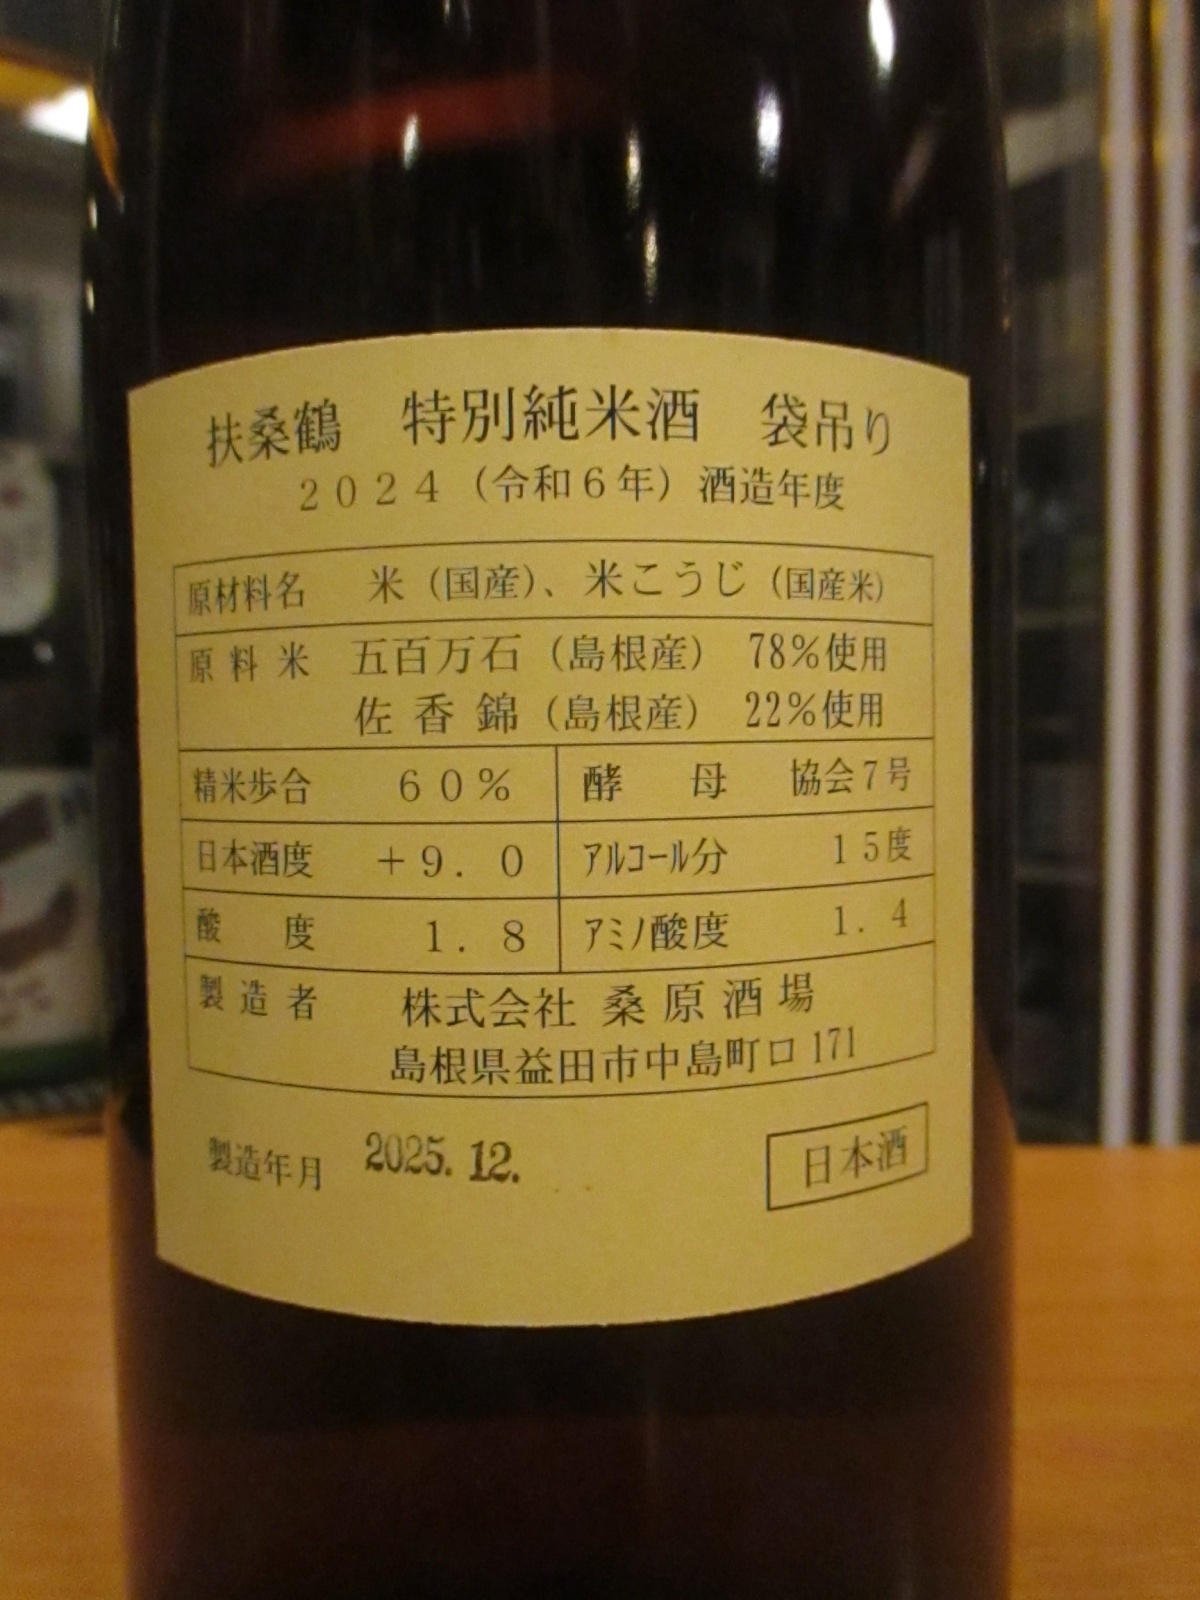 扶桑鶴　特別純米酒　袋吊り
2024（令和6年）酒造年度
原材料名　米（国産）、米こうじ（国産米）
原料米　五百万石（島根産）　78%使用
佐香錦（島根産）　22%使用
精米歩合　60%　酵母　協会7号
日本酒度　+9.0　アルコール分　15度
酸度　1.8　アミノ酸度　1.4
製造者　株式会社 桑原酒場
島根県益田市中島町口171
製造年月　2025.12.　日本酒